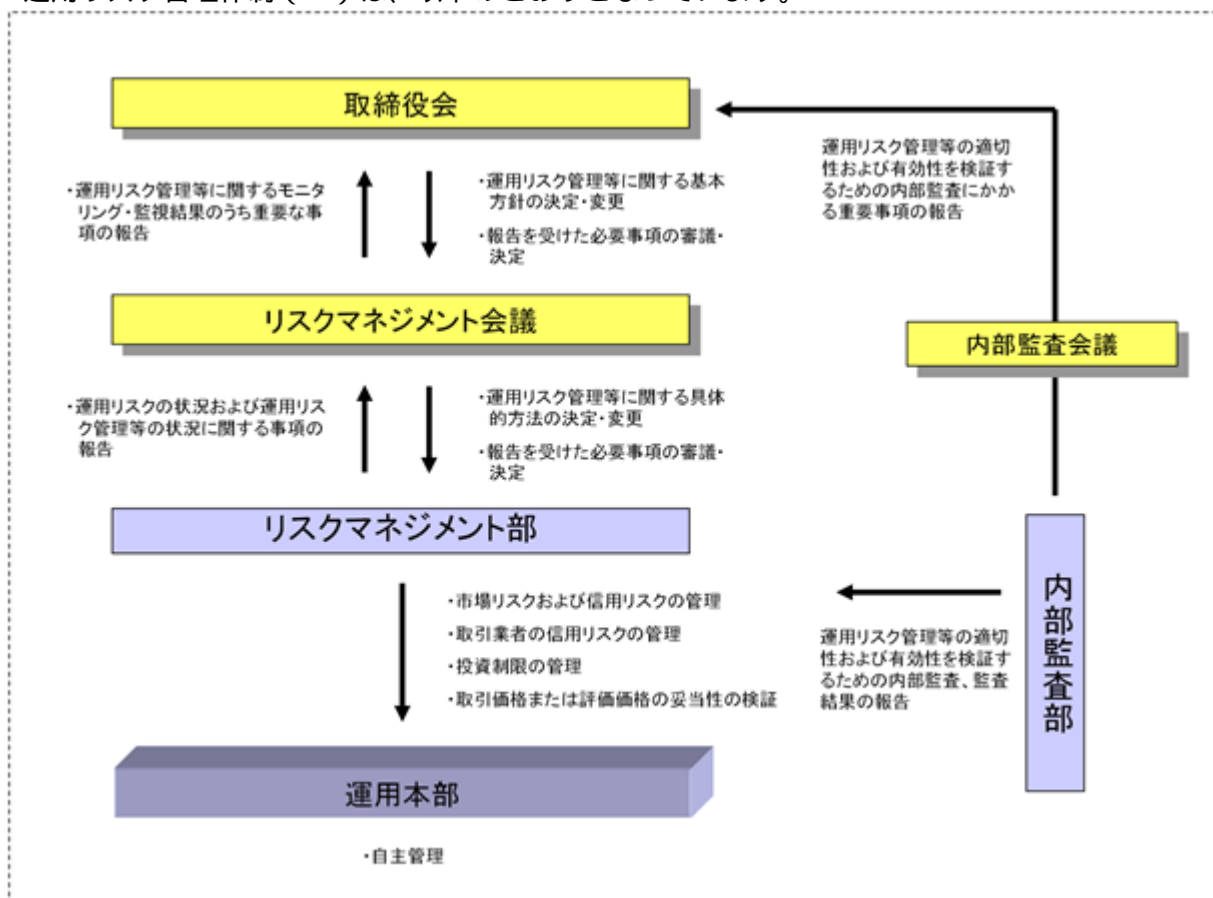 取締役会
・運用リスク管理等に関するモニ
タリング・監視結果のうち重要な事
項の報告
・運用リスク管理等に関する基本
方針の決定・変更
・報告を受けた必要事項の審議・
決定
運用リスク管理等の適切
性および有効性を検証す
るための内部監査にかか
る重要事項の報告
リスクマネジメント会議
内部監査会議
・運用リスクの状況および運用リス
ク管理等の状況に関する事項の
報告
・運用リスク管理等に関する具体
的方法の決定・変更
・報告を受けた必要事項の審議・
決定
リスクマネジメント部
・市場リスクおよび信用リスクの管理
・取引業者の信用リスクの管理
・投資制限の管理
・取引価格または評価価格の妥当性の検証
運用リスク管理等の適切
性および有効性を検証す
るための内部監査、監査
結果の報告
内部監査部
運用本部
・自主管理